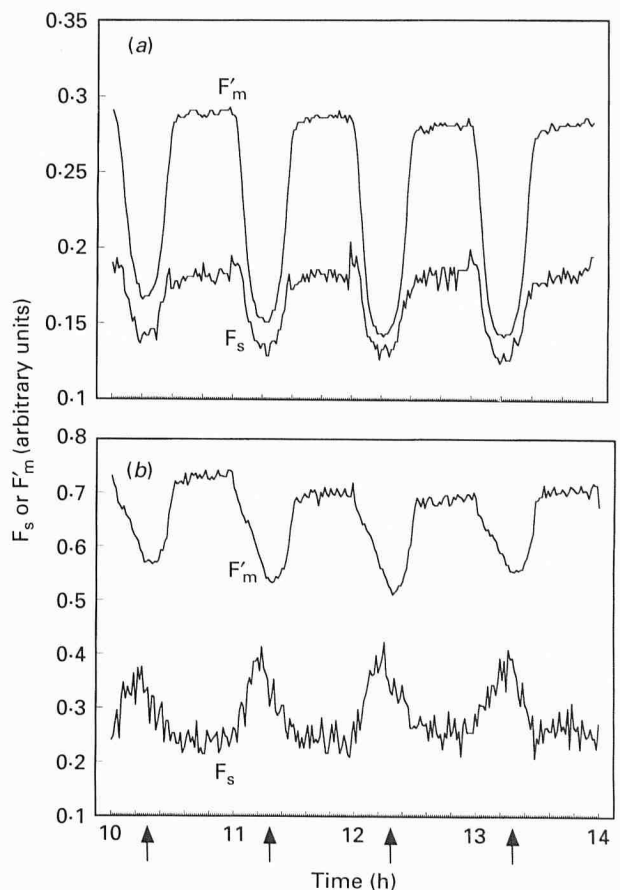 0·35
(a)
F′m
0·3
0·25
0·2
0·15
Fs
0·1
Fs or F′m (arbitrary units)
0·8
(b)
0·7
0·6
F′m
0·5
0·4
0·3
0·2
Fs
0·1
10 11 12 13 14
Time (h)